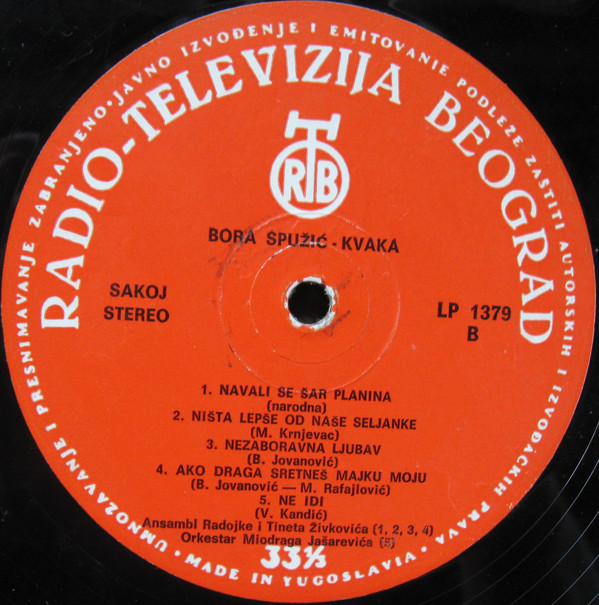 UMNOZAVANJE I PRESNIMAVANJE ZABRANJENO · JAVNO IZVOĐENJE I EMITOVANJE PODLEŽE ZAŠTITI AUTORSKIH I IZVOĐAČKIH PRAVA ·
RADIO-TELEVIZIJA BEOGRAD
RTB
BORA SPUŽIĆ - KVAKA
SAKOJ
STEREO
LP 1379
B
1. NAVALI SE ŠAR PLANINA
(narodna)
2. NIŠTA LEPŠE OD NAŠE SELJANKE
(M. Krnjevac)
3. NEZABORAVNA LJUBAV
(B. Jovanović)
4. AKO DRAGA SRETNEŠ MAJKU MOJU
(B. Jovanović — M. Rafajlović)
5. NE IDI
(V. Kandić)
Ansambl Radojke i Tineta Živkovića (1, 2, 3, 4)
Orkestar Miodraga Jašarevića (5)
33⅓
· MADE IN YUGOSLAVIA ·